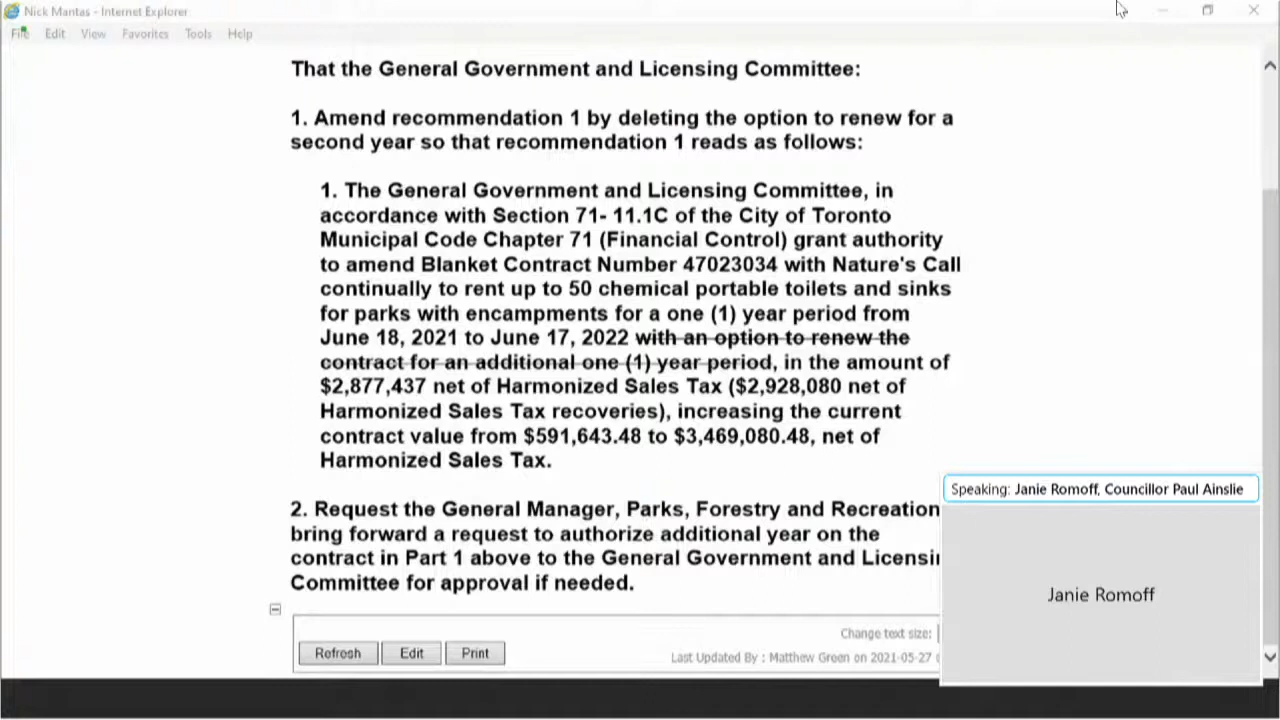 Nick Mantas - Internet Explorer
File Edit View Favorites Tools Help
That the General Government and Licensing Committee:
1. Amend recommendation 1 by deleting the option to renew for a
second year so that recommendation 1 reads as follows:
1. The General Government and Licensing Committee, in
accordance with Section 71- 11.1C of the City of Toronto
Municipal Code Chapter 71 (Financial Control) grant authority
to amend Blanket Contract Number 47023034 with Nature's Call
continually to rent up to 50 chemical portable toilets and sinks
for parks with encampments for a one (1) year period from
June 18, 2021 to June 17, 2022 with an option to renew the
contract for an additional one (1) year period, in the amount of
$2,877,437 net of Harmonized Sales Tax ($2,928,080 net of
Harmonized Sales Tax recoveries), increasing the current
contract value from $591,643.48 to $3,469,080.48, net of
Harmonized Sales Tax.
2. Request the General Manager, Parks, Forestry and Recreation
bring forward a request to authorize additional year on the
contract in Part 1 above to the General Government and Licensi
Committee for approval if needed.
Speaking: Janie Romoff, Councillor Paul Ainslie
Janie Romoff
Change text size:
Refresh Edit Print
Last Updated By : Matthew Green on 2021-05-27